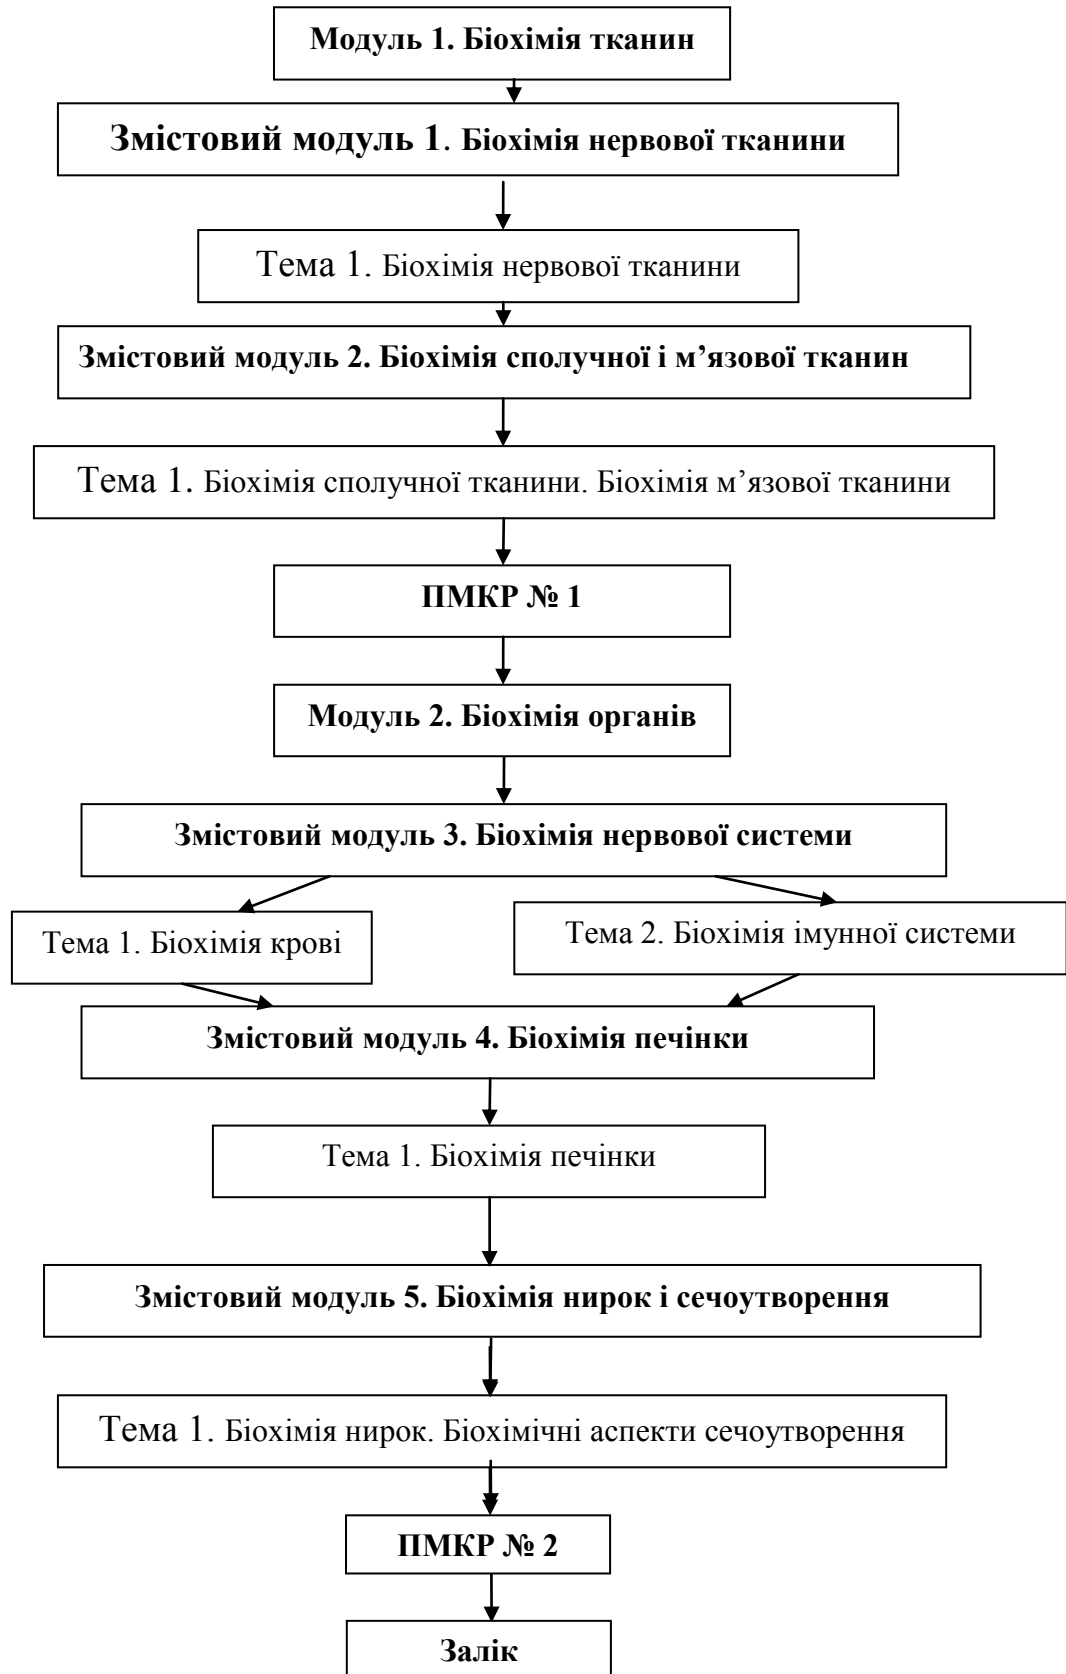 Модуль 1. Біохімія тканин
Змістовий модуль 1. Біохімія нервової тканини
Тема 1. Біохімія нервової тканини
Змістовий модуль 2. Біохімія сполучної і м’язової тканин
Тема 1. Біохімія сполучної тканини. Біохімія м’язової тканини
ПМКР № 1
Модуль 2. Біохімія органів
Змістовий модуль 3. Біохімія нервової системи
Тема 1. Біохімія крові
Тема 2. Біохімія імунної системи
Змістовий модуль 4. Біохімія печінки
Тема 1. Біохімія печінки
Змістовий модуль 5. Біохімія нирок і сечоутворення
Тема 1. Біохімія нирок. Біохімічні аспекти сечоутворення
ПМКР № 2
Залік